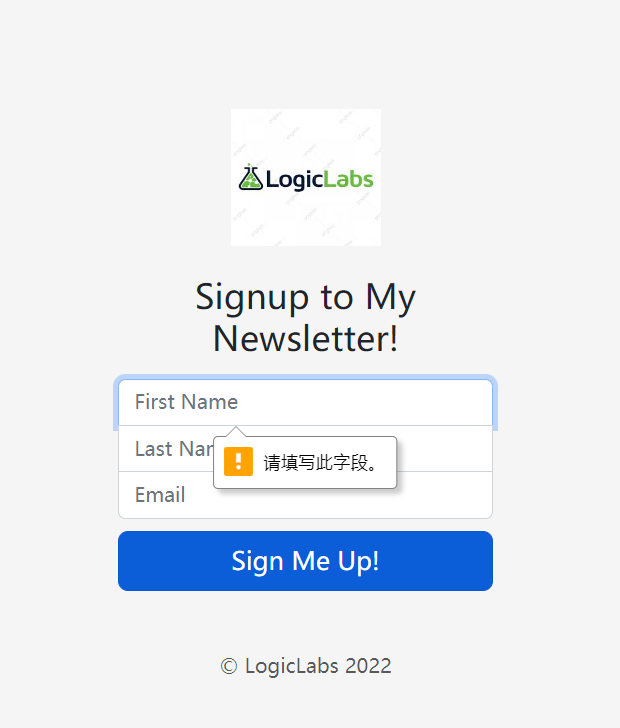 LogicLabs
Signup to My
Newsletter!
First Name
Last Nam
请填写此字段。
Email
Sign Me Up!
© LogicLabs 2022